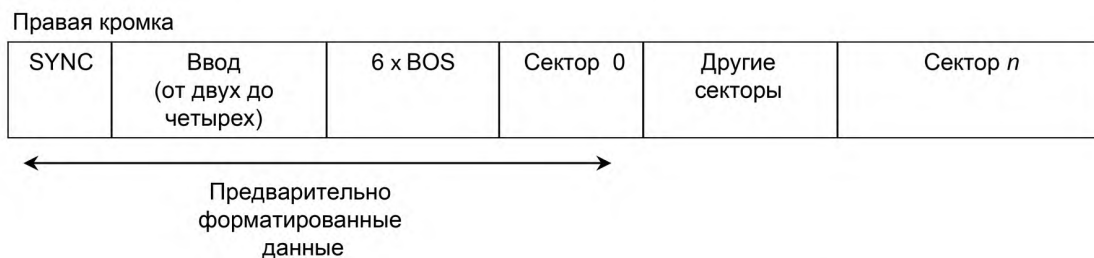 Правая кромка
SYNC
Ввод
(от двух до
четырех)
6 x BOS
Сектор 0
Другие
секторы
Сектор n
Предварительно
форматированные
данные